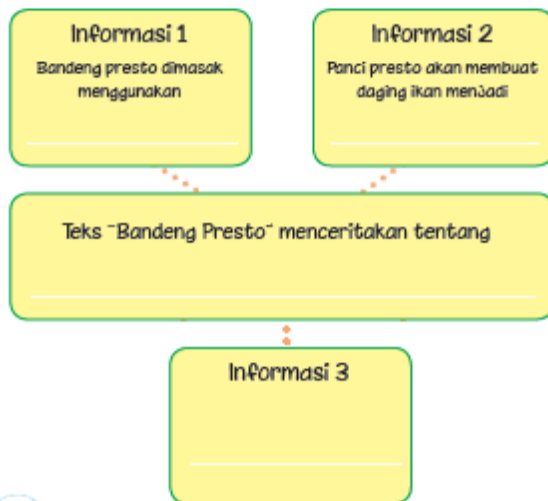 Informasi 1
Bandeng presto dimasak
menggunakan
Informasi 2
Panci presto akan membuat
daging ikan menjadi
Teks "Bandeng Presto" menceritakan tentang
Informasi 3